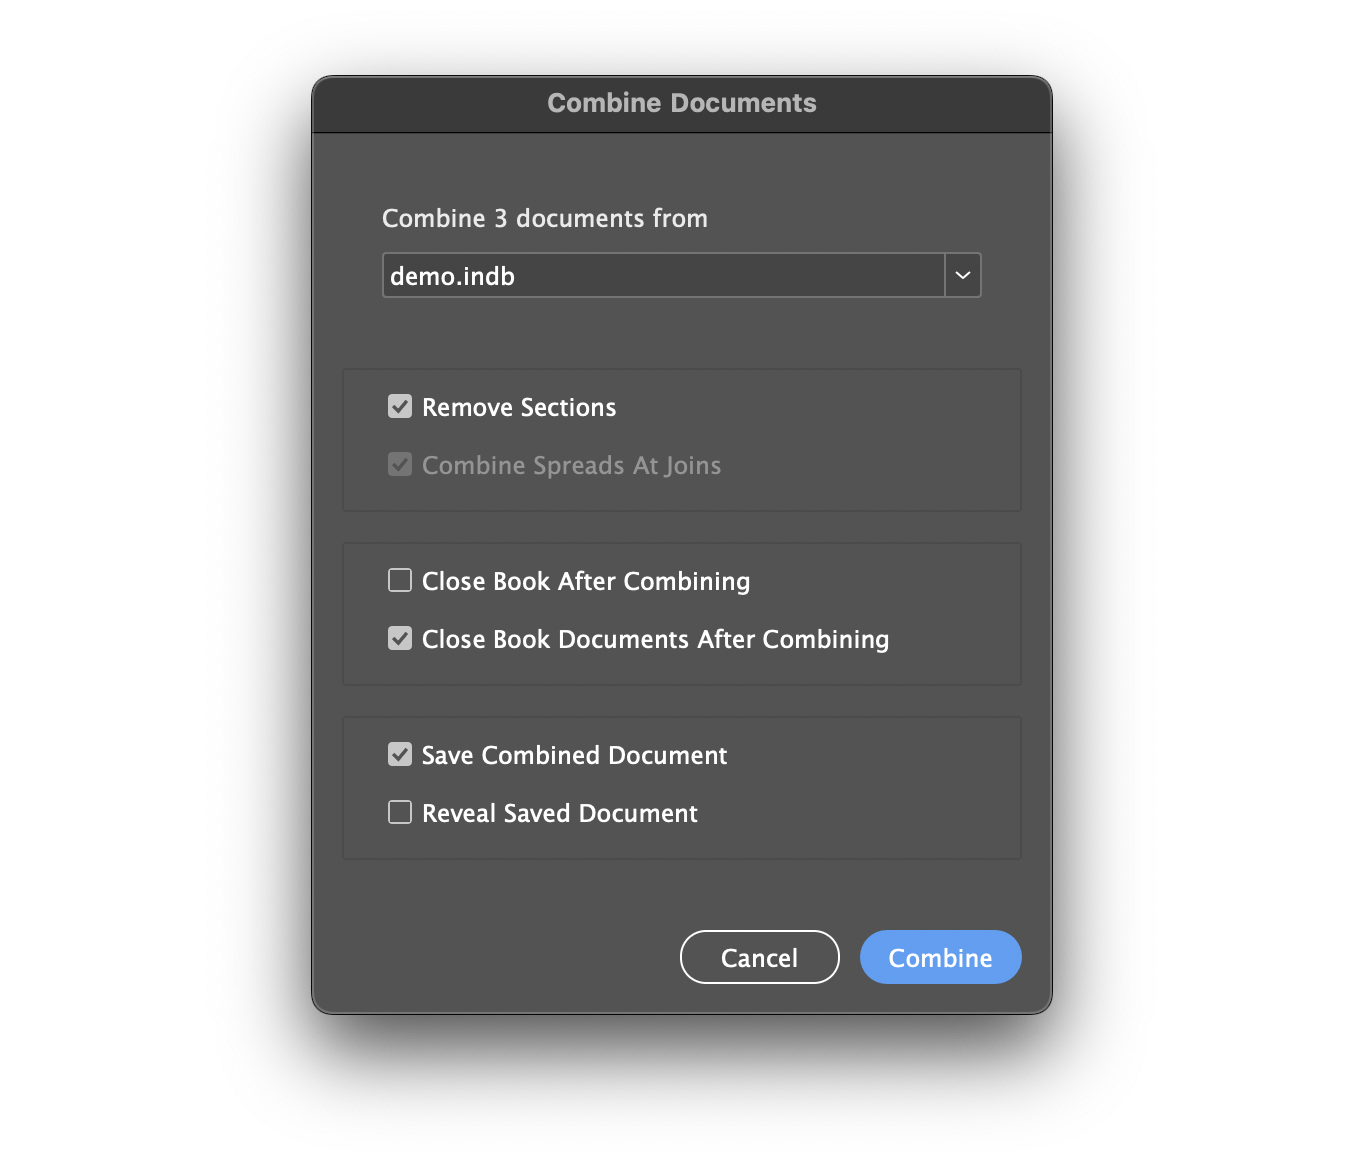 Combine Documents
Combine 3 documents from
demo.indb
Remove Sections
Combine Spreads At Joins
Close Book After Combining
Close Book Documents After Combining
Save Combined Document
Reveal Saved Document
Cancel
Combine